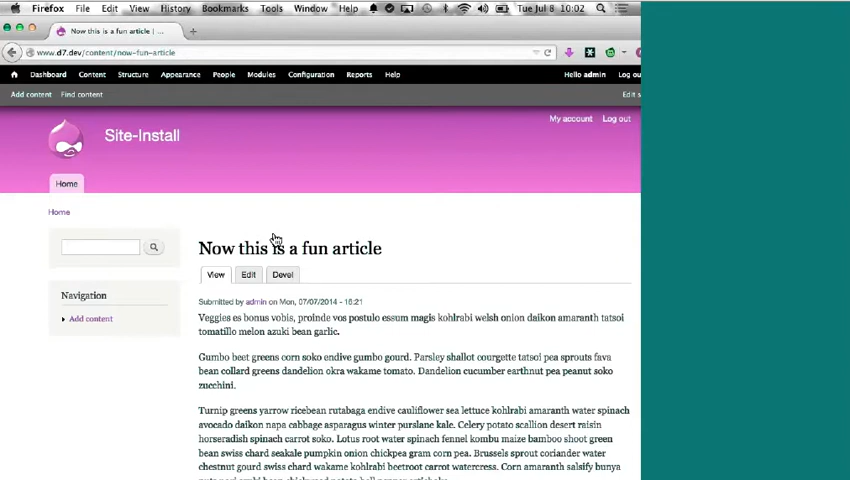 Firefox File Edit View History Bookmarks Tools Window Help Tue Jul 8 10:02
Now this is a fun article | ...
www.d7.dev/content/now-fun-article
Dashboard Content Structure Appearance People Modules Configuration Reports Help Hello admin Log ou
Add content Find content Edit s
My account Log out
Site-Install
Home
Home
Now this is a fun article
View Edit Devel
Navigation
Add content
Submitted by admin on Mon, 07/07/2014 - 16:21
Veggies es bonus vobis, proinde vos postulo essum magis kohlrabi welsh onion daikon amaranth tatsoi
tomatillo melon azuki bean garlic.
Gumbo beet greens corn soko endive gumbo gourd. Parsley shallot courgette tatsoi pea sprouts fava
bean collard greens dandelion okra wakame tomato. Dandelion cucumber earthnut pea peanut soko
zucchini.
Turnip greens yarrow ricebean rutabaga endive cauliflower sea lettuce kohlrabi amaranth water spinach
avocado daikon napa cabbage asparagus winter purslane kale. Celery potato scallion desert raisin
horseradish spinach carrot soko. Lotus root water spinach fennel kombu maize bamboo shoot green
bean swiss chard seakale pumpkin onion chickpea gram corn pea. Brussels sprout coriander water
chestnut gourd swiss chard wakame kohlrabi beetroot carrot watercress. Corn amaranth salsify bunya